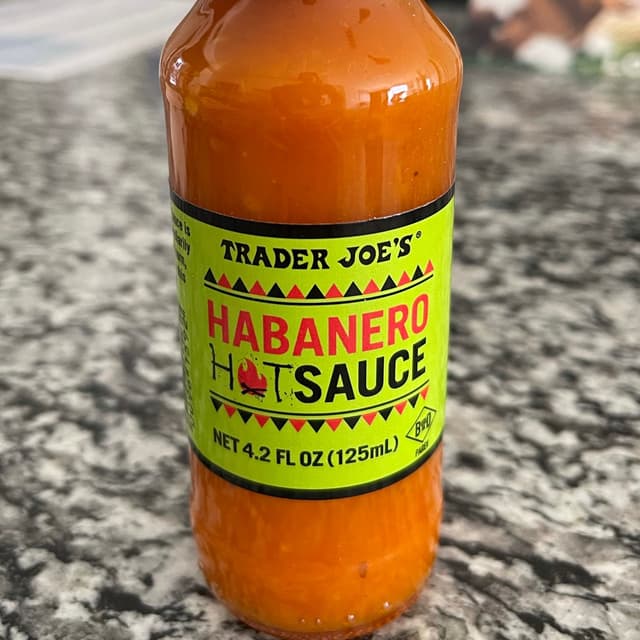 TRADER JOE'S®
HABANERO
HOT SAUCE
NET 4.2 FL OZ (125mL)